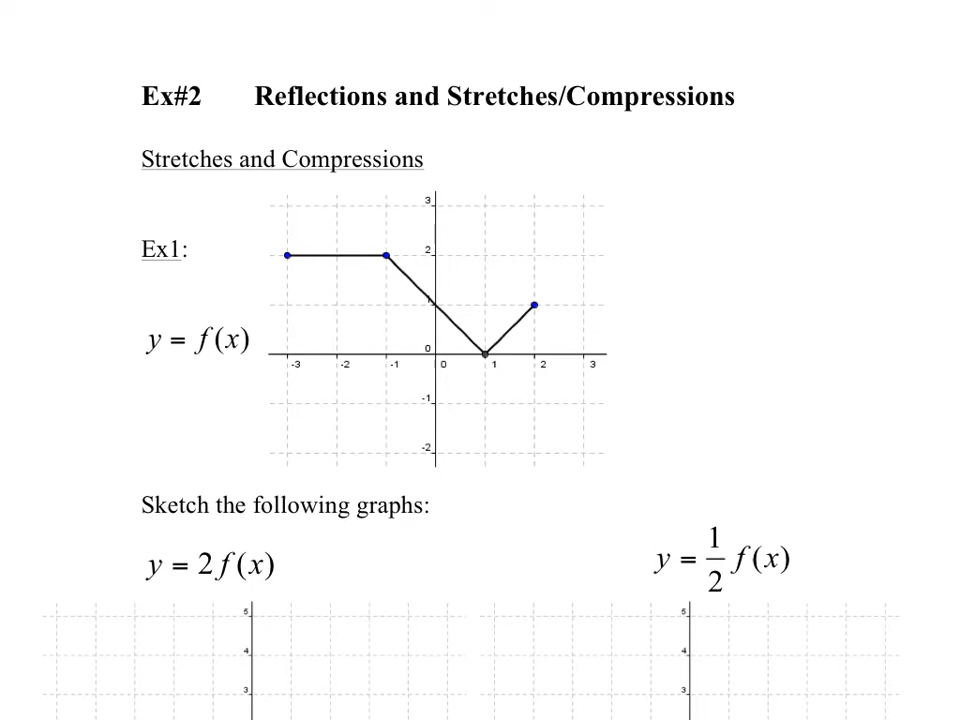 Ex#2 Reflections and Stretches/Compressions
Stretches and Compressions
3
2
Ex1:
1
y = f(x)
0
-3 -2 -1 0 1 2 3
-1
-2
Sketch the following graphs:
y = 2f(x)
y = 1/2 f(x)
5 5
4 4
3 3